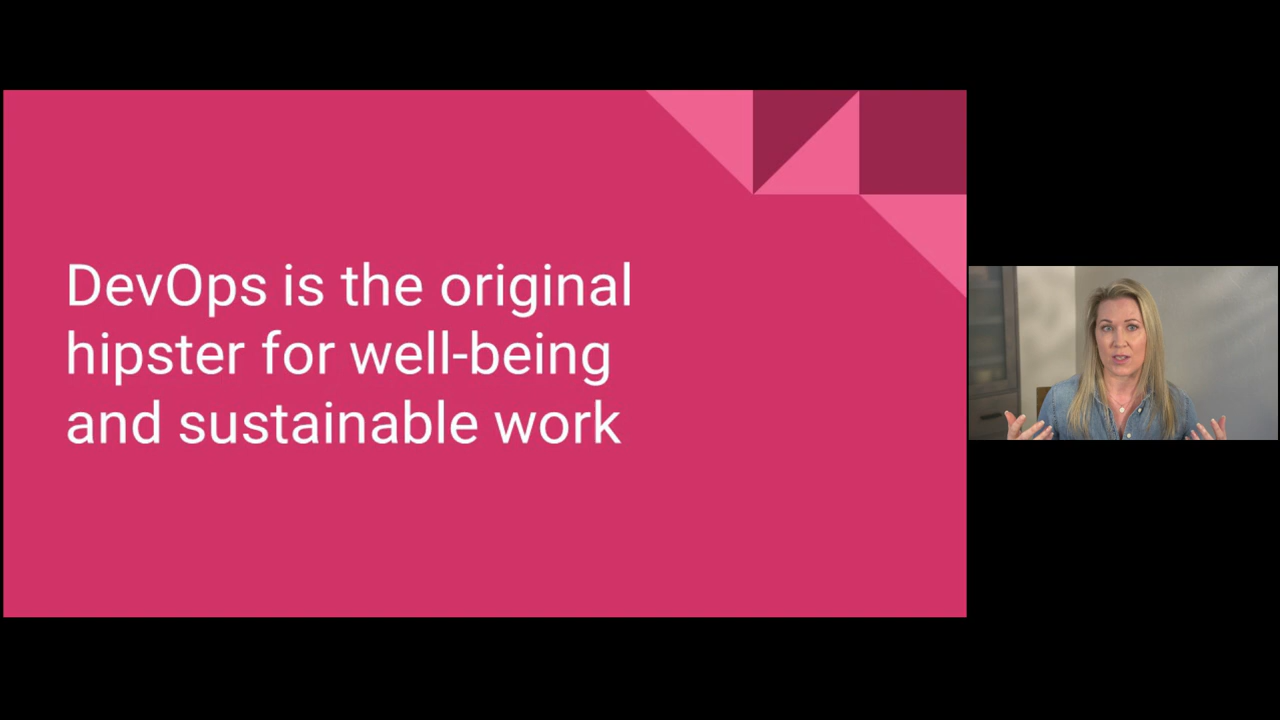 DevOps is the original
hipster for well-being
and sustainable work